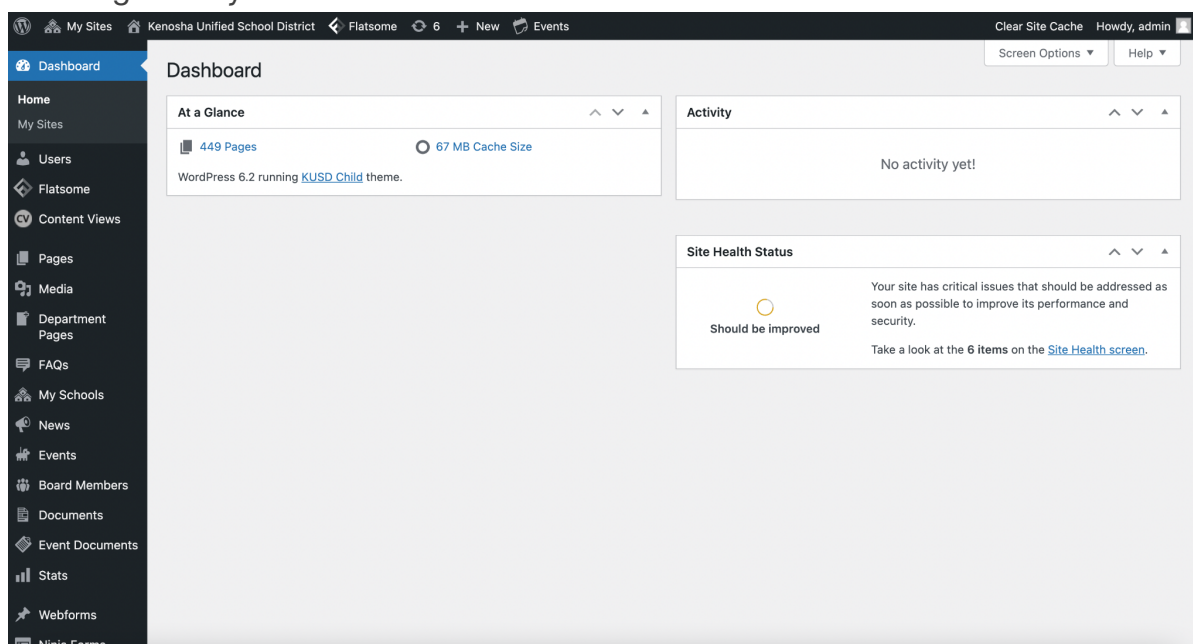 My Sites Kenosha Unified School District Flatsome 6 New Events Clear Site Cache Howdy, admin
Screen Options Help
Dashboard
Home
My Sites
Users
Flatsome
Content Views
Pages
Media
Department
Pages
FAQs
My Schools
News
Events
Board Members
Documents
Event Documents
Stats
Webforms
Dashboard
At a Glance
449 Pages
67 MB Cache Size
WordPress 6.2 running KUSD Child theme.
Activity
No activity yet!
Site Health Status
Should be improved
Your site has critical issues that should be addressed as
soon as possible to improve its performance and
security.
Take a look at the 6 items on the Site Health screen.